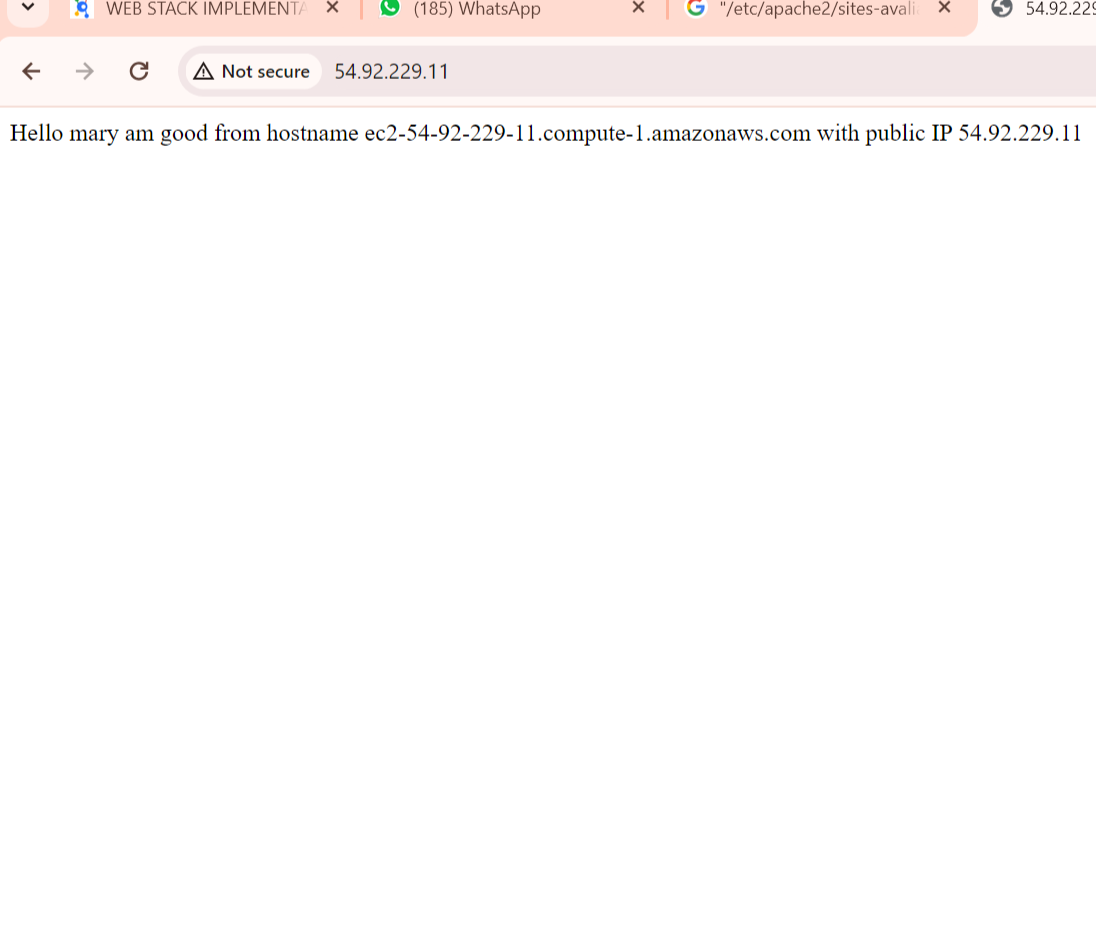 WEB STACK IMPLEMENTA
(185) WhatsApp
"/etc/apache2/sites-avali
54.92.229
Not secure
54.92.229.11
Hello mary am good from hostname ec2-54-92-229-11.compute-1.amazonaws.com with public IP 54.92.229.11